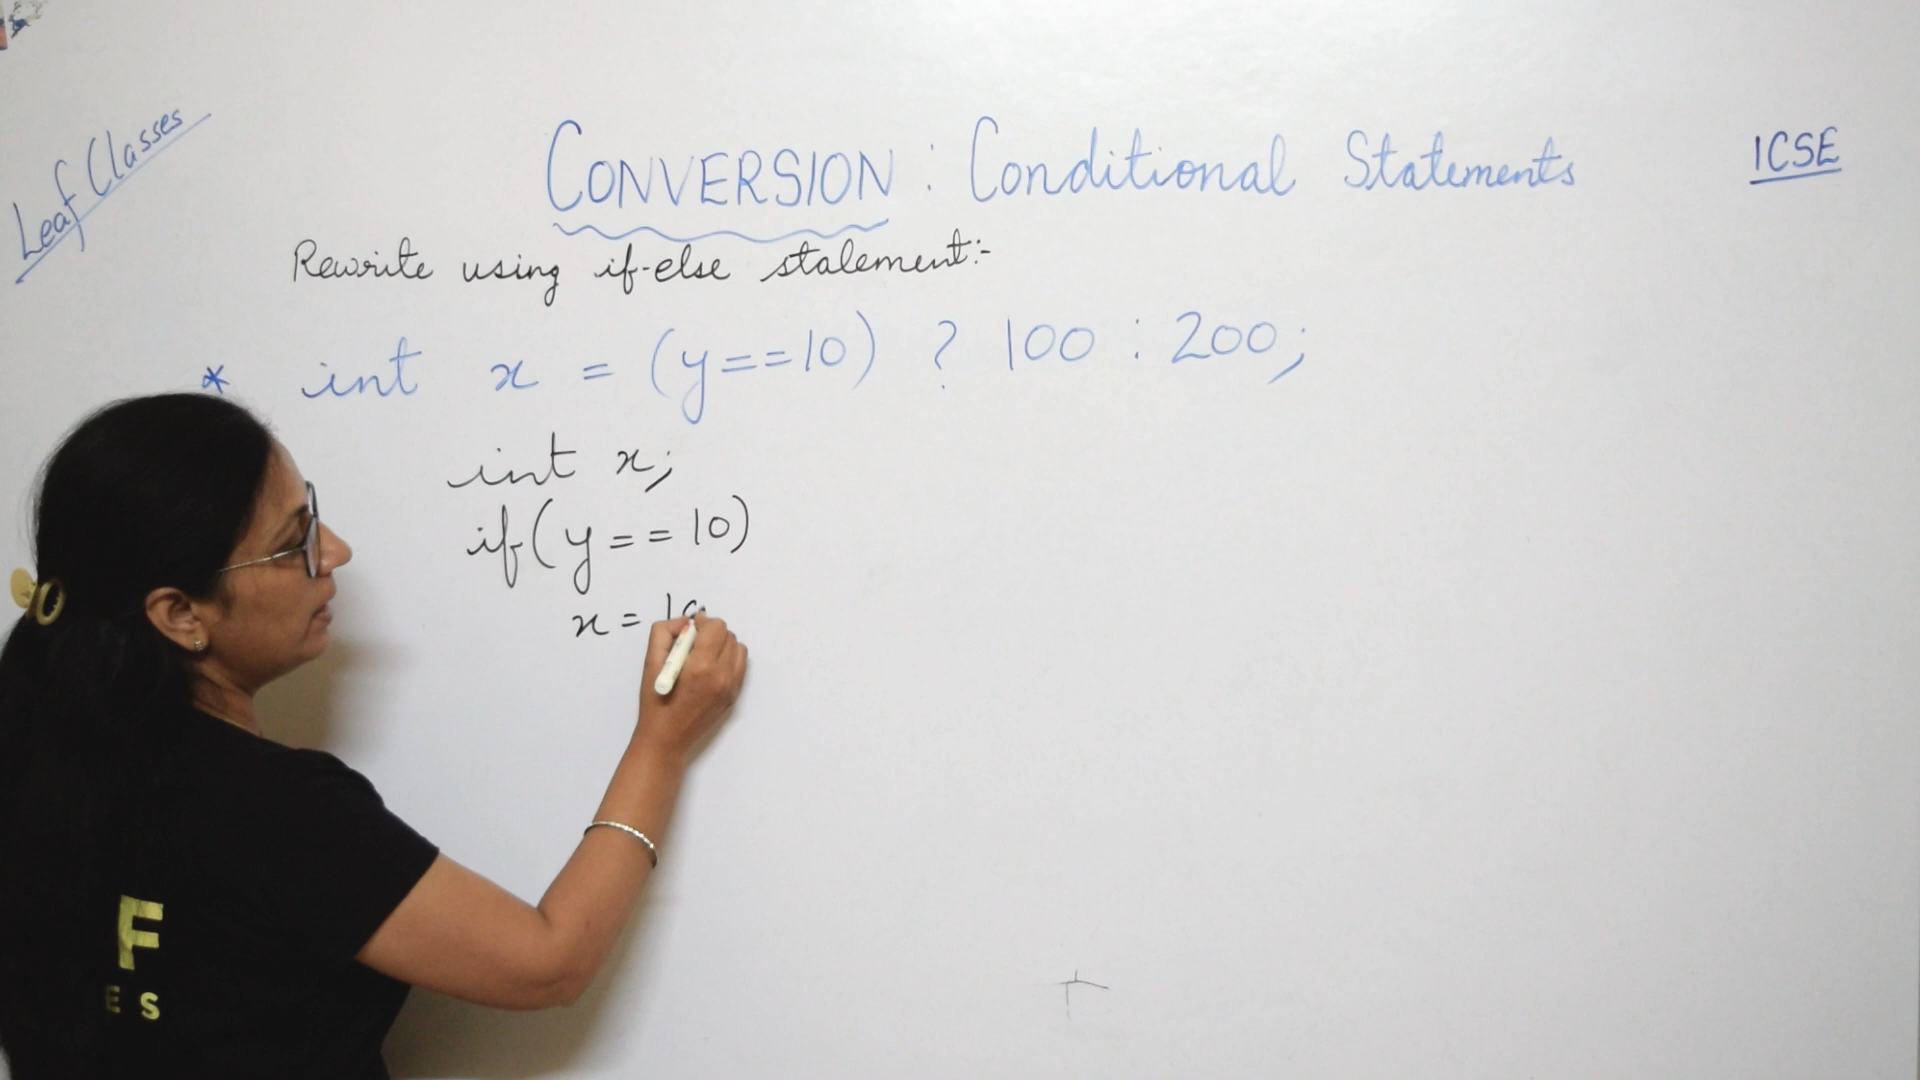 Leaf Classes
CONVERSION : Conditional Statements
ICSE
Rewrite using if-else statement:-
* int x = (y==10) ? 100 : 200;
int x;
if(y==10)
x = 10
F
ES